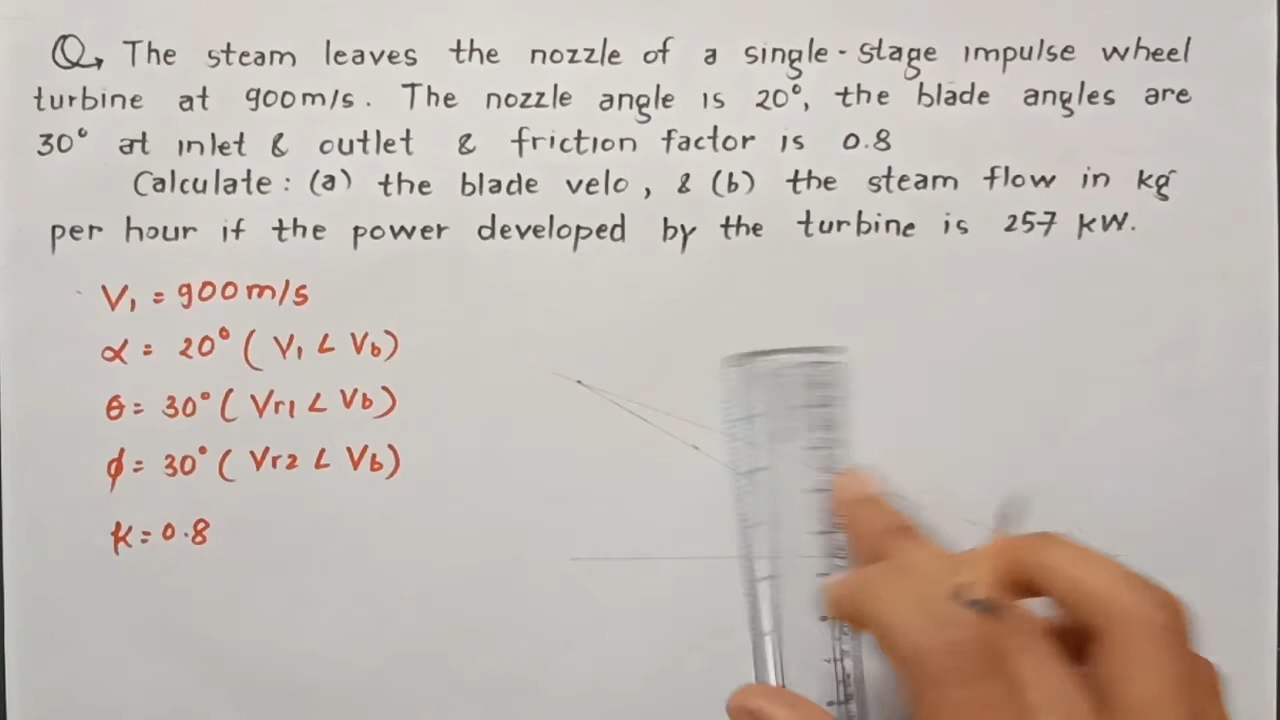 Q, The steam leaves the nozzle of a single-stage impulse wheel
turbine at 900m/s. The nozzle angle is 20°, the blade angles are
30° at inlet & outlet & friction factor is 0.8
Calculate: (a) the blade velo, & (b) the steam flow in kg
per hour if the power developed by the turbine is 257 kW.
V₁ = 900m/s
α = 20° (V₁ ∠ Vb)
θ = 30° (Vr1 ∠ Vb)
ϕ = 30° (Vr2 ∠ Vb)
K = 0.8